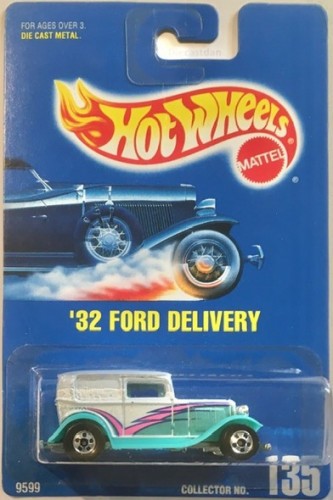 FOR AGES OVER 3.
DIE CAST METAL.
Hot Wheels
MATTEL
®
'32 FORD DELIVERY
9599
COLLECTOR NO. 135